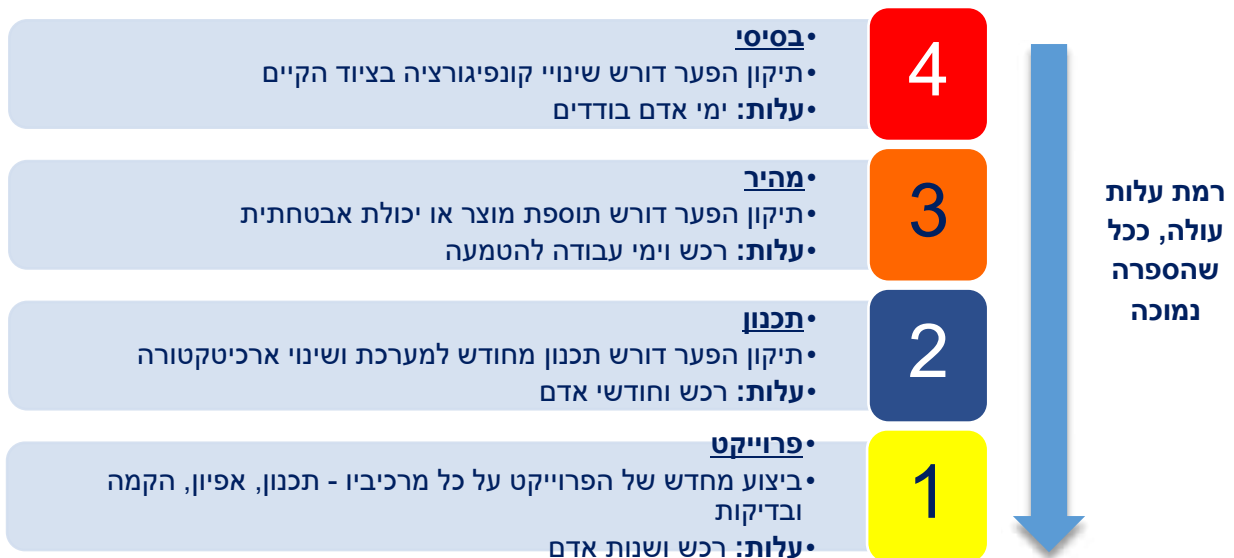 4
•בסיסי
•תיקון הפער דורש שינויי קונפיגורציה בציוד הקיים
•עלות: ימי אדם בודדים
3
•מהיר
•תיקון הפער דורש תוספת מוצר או יכולת אבטחתית
•עלות: רכש וימי עבודה להטמעה
2
•תכנון
•תיקון הפער דורש תכנון מחודש למערכת ושינוי ארכיטקטורה
•עלות: רכש וחודשי אדם
1
•פרוייקט
•ביצוע מחדש של הפרוייקט על כל מרכיביו - תכנון, אפיון, הקמה
ובדיקות
•עלות: רכש ושנות אדם
רמת עלות
עולה, ככל
שהספרה
נמוכה